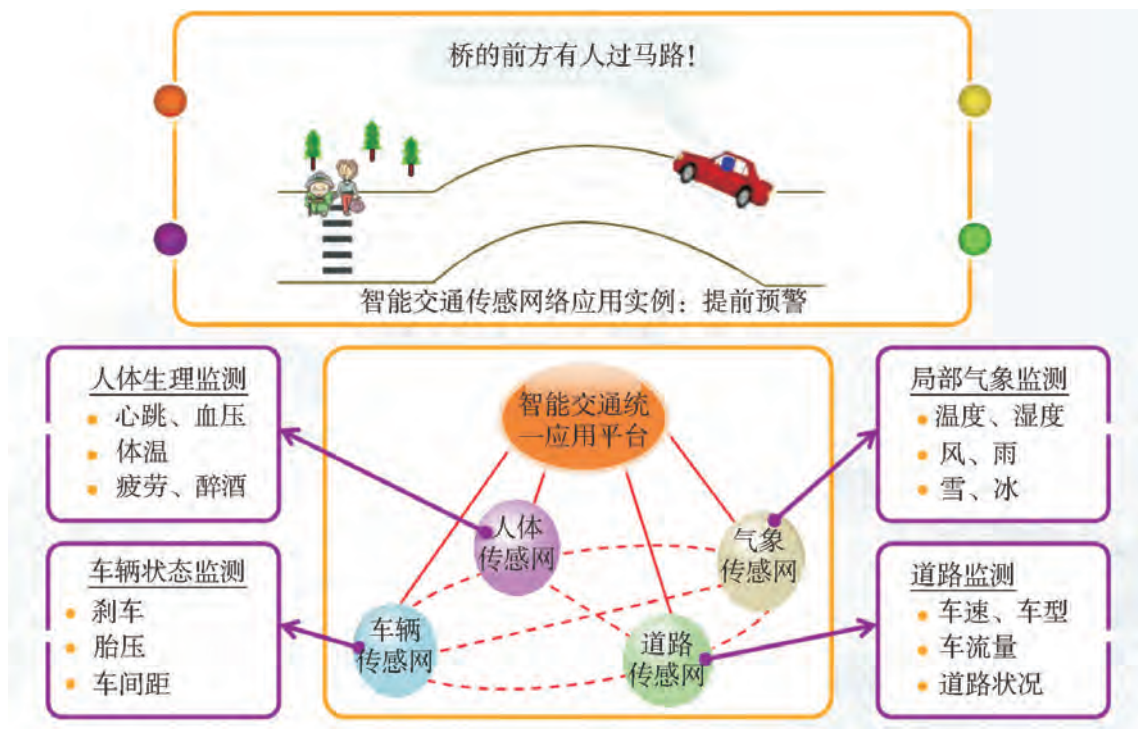 桥的前方有人过马路！
智能交通传感网络应用实例：提前预警
人体生理监测
心跳、血压
体温
疲劳、醉酒
车辆状态监测
刹车
胎压
车间距
智能交通统
一应用平台
人体
传感网
气象
传感网
车辆
传感网
道路
传感网
局部气象监测
温度、湿度
风、雨
雪、冰
道路监测
车速、车型
车流量
道路状况